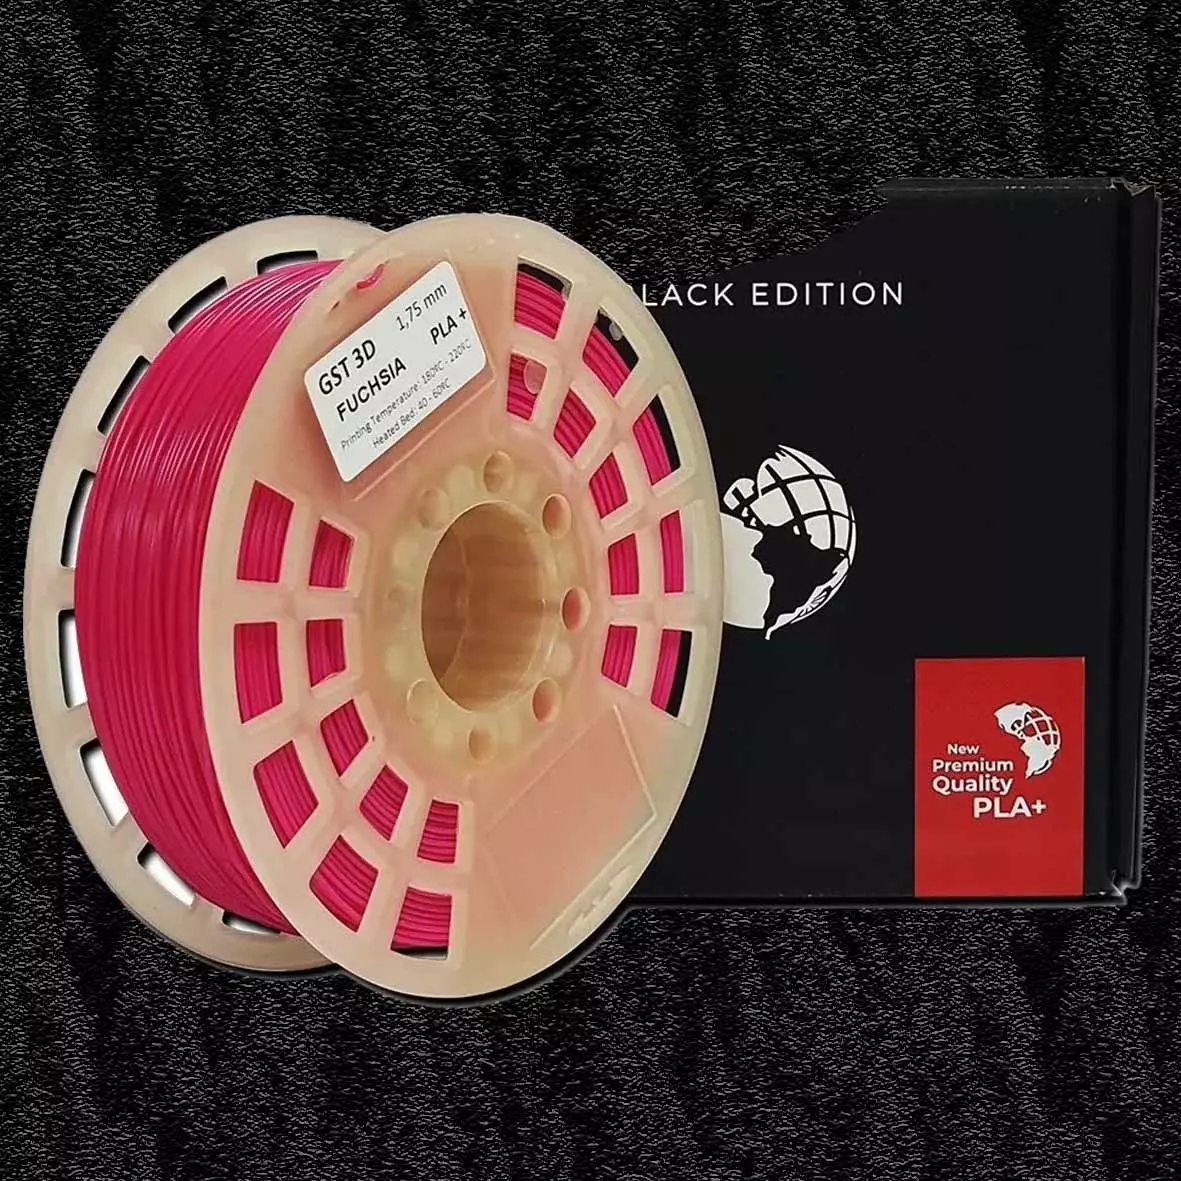 LACK EDITION
1,75 mm
GST 3D
PLA +
FUCHSIA
Printing Temperature: 180ºC - 220ºC
Heated Bed: 40 - 60ºC
New
Premium
Quality
PLA+